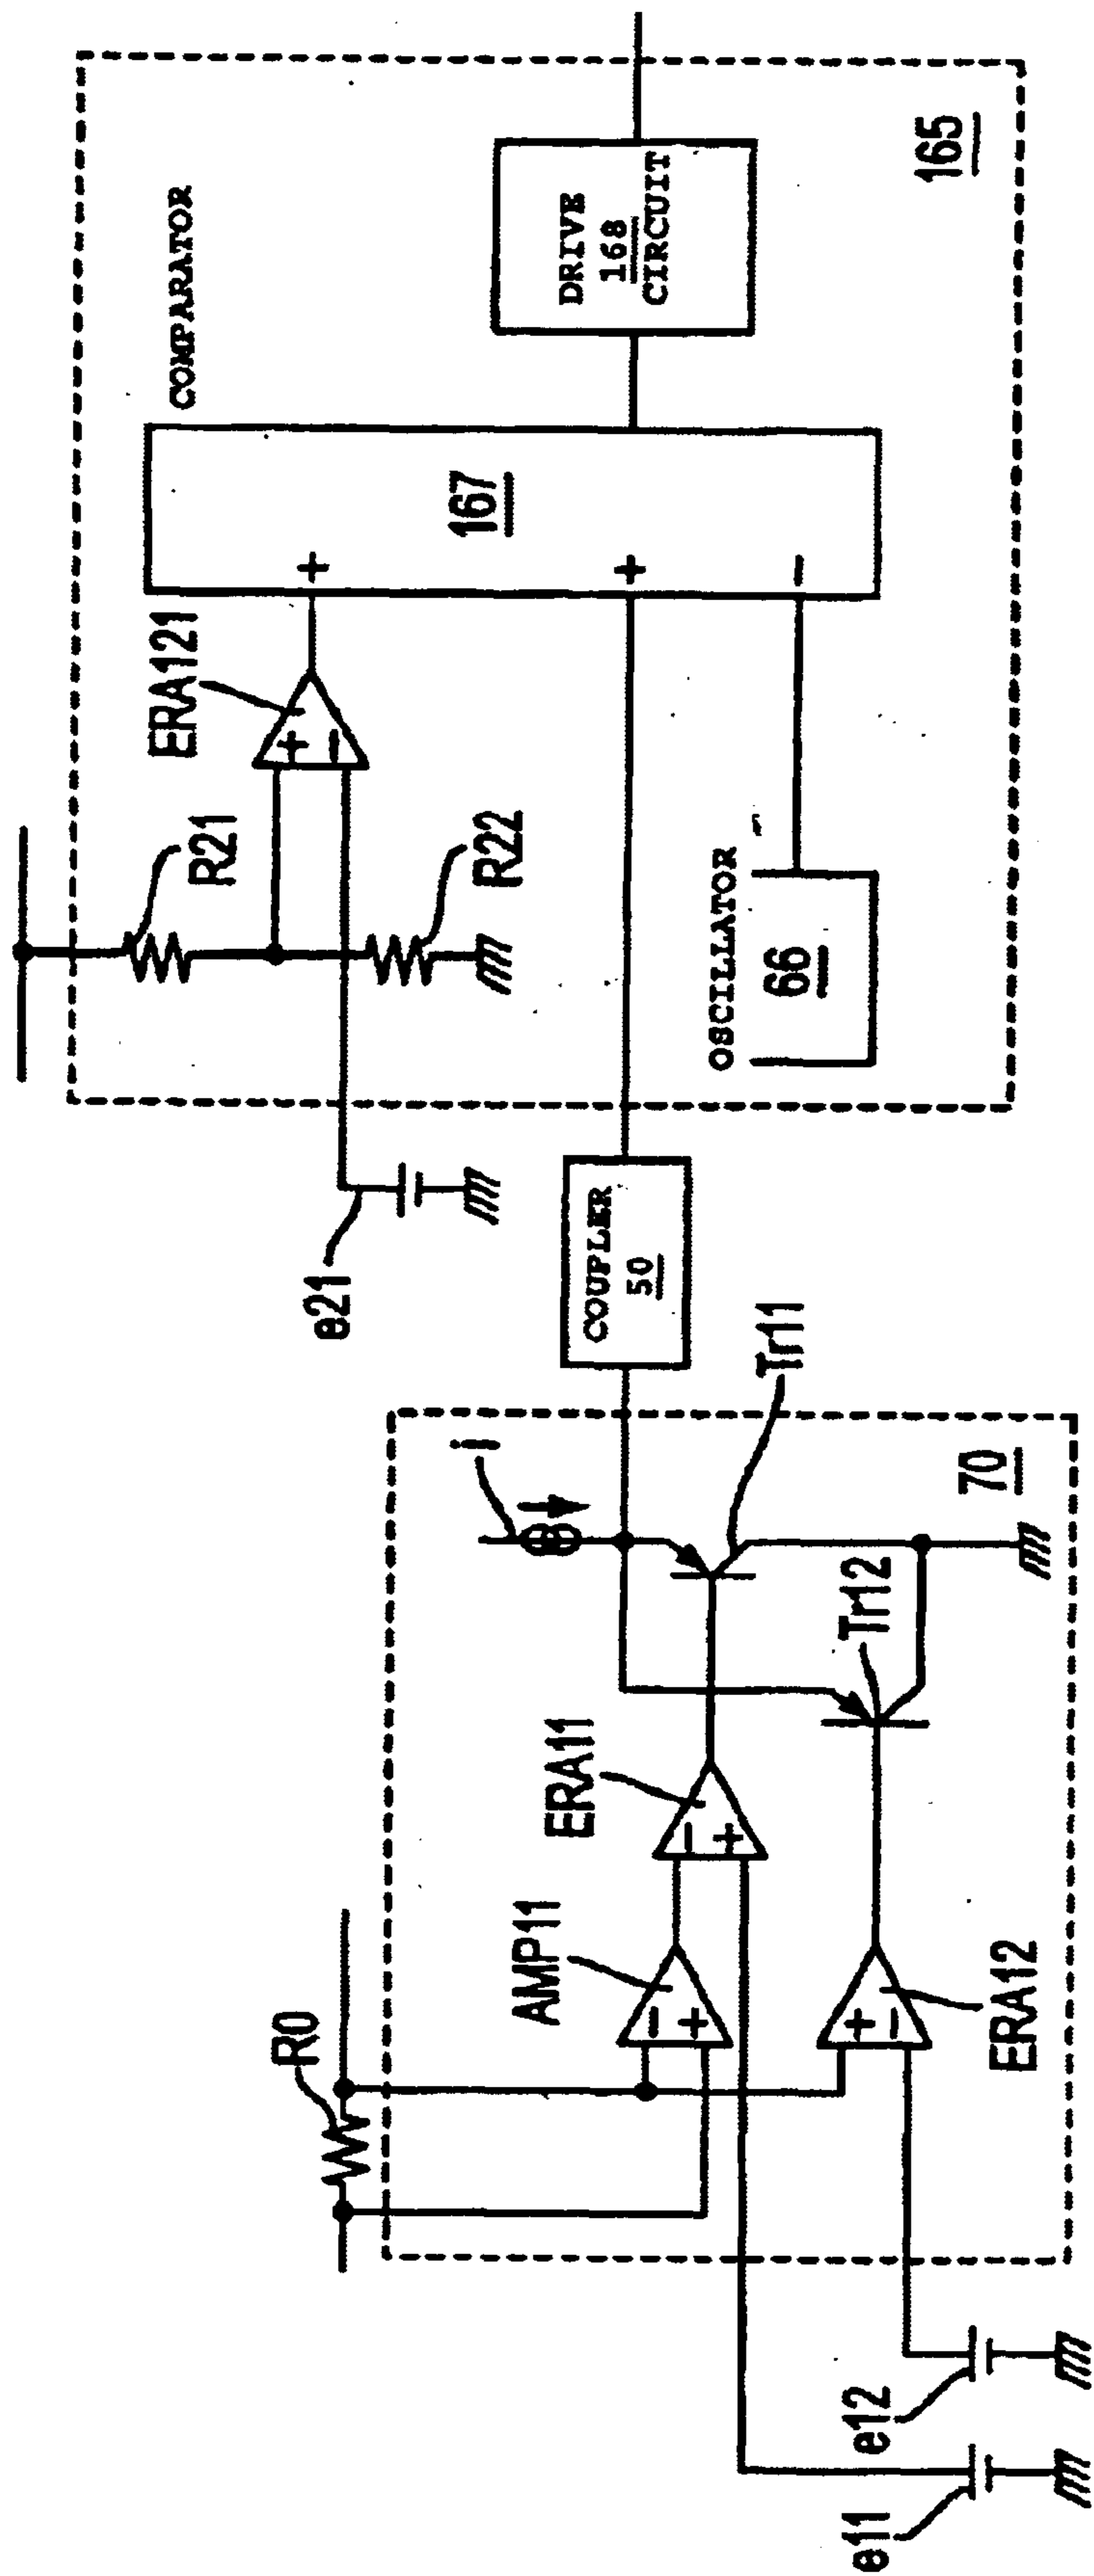 R0
AMP11
ERA11
ERA12
Tr12
Tr11
i
70
e11
e12
COUPLER
50
e21
R21
R22
ERA121
OSCILLATOR
66
COMPARATOR
167
DRIVE
168
CIRCUIT
165
- +
- +
+ -
+ -
+
+
-